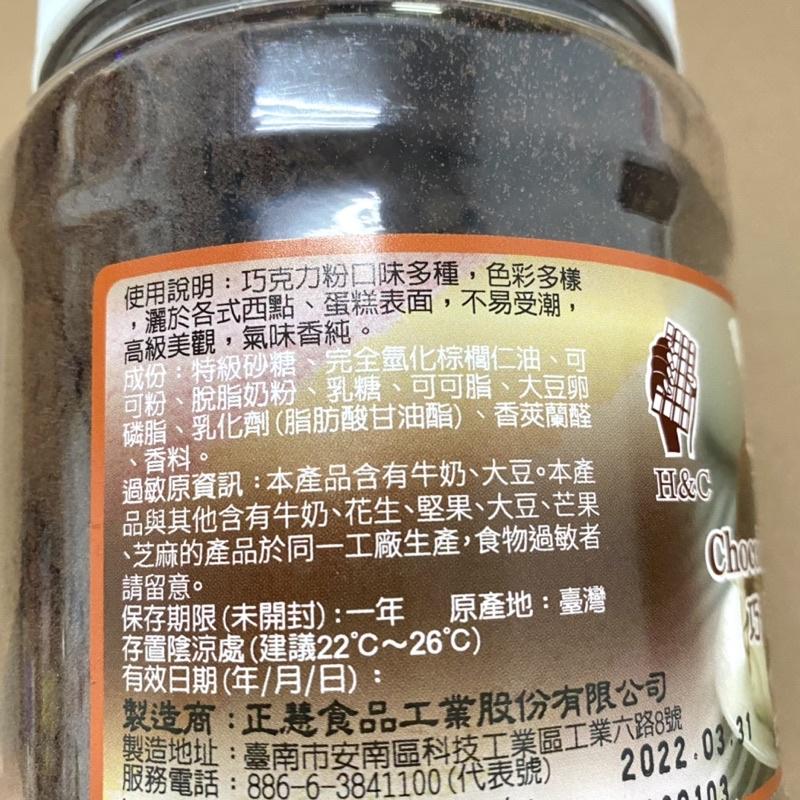 使用說明：巧克力粉口味多種，色彩多樣
，灑於各式西點、蛋糕表面，不易受潮，
高級美觀，氣味香純。
成份：特級砂糖、完全氫化棕櫚仁油、可
可粉、脫脂奶粉、乳糖、可可脂、大豆卵
磷脂、乳化劑(脂肪酸甘油酯)、香莢蘭醛
、香料。
過敏原資訊：本產品含有牛奶、大豆。本產
品與其他含有牛奶、花生、堅果、大豆、芒果
、芝麻的產品於同一工廠生產，食物過敏者
請留意。
保存期限(未開封)：一年 原產地：臺灣
存置陰涼處(建議22℃～26℃)
有效日期(年/月/日)：
製造商：正慧食品工業股份有限公司
製造地址：臺南市安南區科技工業區工業六路8號
服務電話：886-6-3841100(代表號)
2022.03.31
H&C
Choc
巧